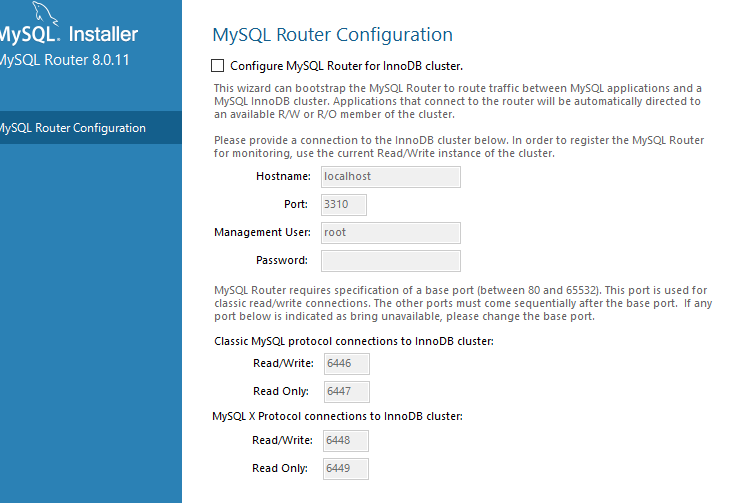 MySQL. Installer
MySQL Router 8.0.11
MySQL Router Configuration
MySQL Router Configuration
Configure MySQL Router for InnoDB cluster.
This wizard can bootstrap the MySQL Router to route traffic between MySQL applications and a
MySQL InnoDB cluster. Applications that connect to the router will be automatically directed to
an available R/W or R/O member of the cluster.
Please provide a connection to the InnoDB cluster below. In order to register the MySQL Router
for monitoring, use the current Read/Write instance of the cluster.
Hostname: localhost
Port: 3310
Management User: root
Password:
MySQL Router requires specification of a base port (between 80 and 65532). This port is used for
classic read/write connections. The other ports must come sequentially after the base port. If any
port below is indicated as bring unavailable, please change the base port.
Classic MySQL protocol connections to InnoDB cluster:
Read/Write: 6446
Read Only: 6447
MySQL X Protocol connections to InnoDB cluster:
Read/Write: 6448
Read Only: 6449